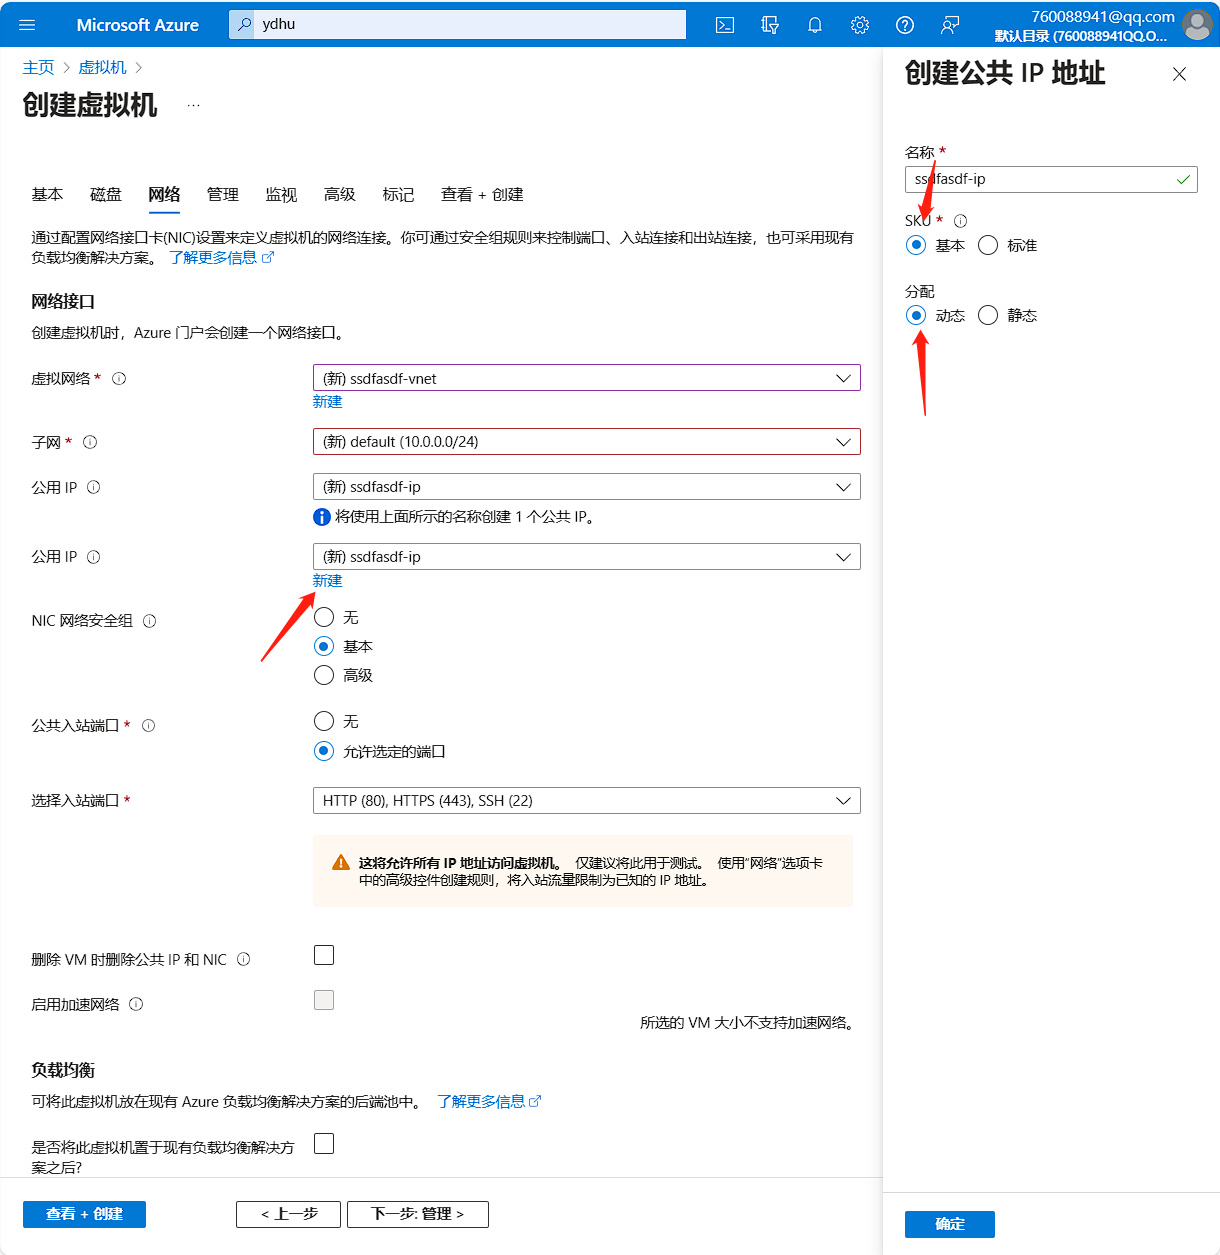 Microsoft Azure
ydhu
760088941@qq.com
默认目录 (760088941QQ.O...
主页 > 虚拟机 >
创建虚拟机 ...
基本 磁盘 网络 管理 监视 高级 标记 查看 + 创建
通过配置网络接口卡(NIC)设置来定义虚拟机的网络连接。你可通过安全组规则来控制端口、入站连接和出站连接，也可采用现有
负载均衡解决方案。 了解更多信息
网络接口
创建虚拟机时，Azure 门户会创建一个网络接口。
虚拟网络 *
(新) ssdfasdf-vnet
新建
子网 *
(新) default (10.0.0.0/24)
公用 IP
(新) ssdfasdf-ip
将使用上面所示的名称创建 1 个公共 IP。
公用 IP
(新) ssdfasdf-ip
新建
NIC 网络安全组
无
基本
高级
公共入站端口 *
无
允许选定的端口
选择入站端口 *
HTTP (80), HTTPS (443), SSH (22)
这将允许所有 IP 地址访问虚拟机。 仅建议将此用于测试。 使用“网络”选项卡
中的高级控件创建规则，将入站流量限制为已知的 IP 地址。
删除 VM 时删除公共 IP 和 NIC
启用加速网络
所选的 VM 大小不支持加速网络。
负载均衡
可将此虚拟机放在现有 Azure 负载均衡解决方案的后端池中。 了解更多信息
是否将此虚拟机置于现有负载均衡解决方
案之后?
查看 + 创建
< 上一步
下一步: 管理 >
创建公共 IP 地址
名称 *
ssdfasdf-ip
SKU *
基本 标准
分配
动态 静态
确定